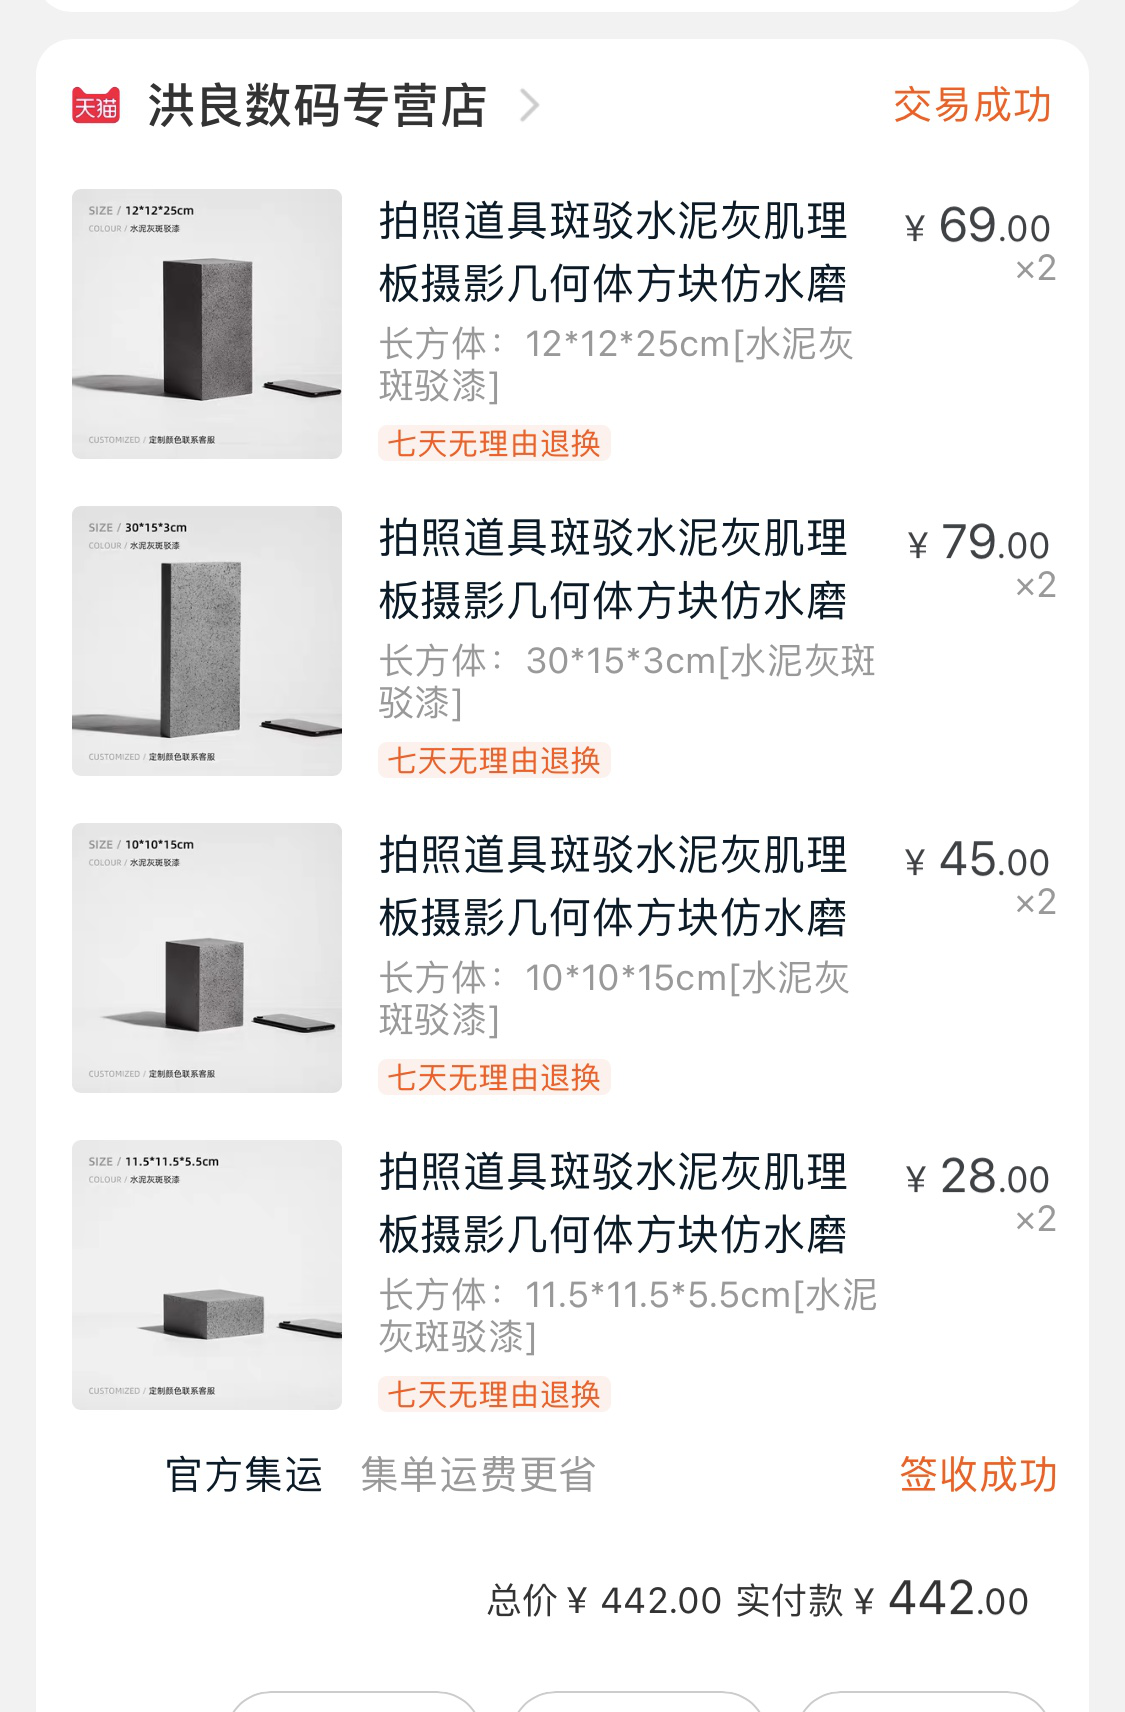 天猫 洪良数码专营店 交易成功
SIZE / 12*12*25cm
COLOUR / 水泥灰斑驳漆
CUSTOMIZED / 定制颜色联系客服
拍照道具斑驳水泥灰肌理
板摄影几何体方块仿水磨
¥ 69.00
×2
长方体：12*12*25cm[水泥灰
斑驳漆]
七天无理由退换
SIZE / 30*15*3cm
COLOUR / 水泥灰斑驳漆
CUSTOMIZED / 定制颜色联系客服
拍照道具斑驳水泥灰肌理
板摄影几何体方块仿水磨
¥ 79.00
×2
长方体：30*15*3cm[水泥灰斑
驳漆]
七天无理由退换
SIZE / 10*10*15cm
COLOUR / 水泥灰斑驳漆
CUSTOMIZED / 定制颜色联系客服
拍照道具斑驳水泥灰肌理
板摄影几何体方块仿水磨
¥ 45.00
×2
长方体：10*10*15cm[水泥灰
斑驳漆]
七天无理由退换
SIZE / 11.5*11.5*5.5cm
COLOUR / 水泥灰斑驳漆
CUSTOMIZED / 定制颜色联系客服
拍照道具斑驳水泥灰肌理
板摄影几何体方块仿水磨
¥ 28.00
×2
长方体：11.5*11.5*5.5cm[水泥
灰斑驳漆]
七天无理由退换
官方集运 集单运费更省 签收成功
总价 ¥ 442.00 实付款 ¥ 442.00